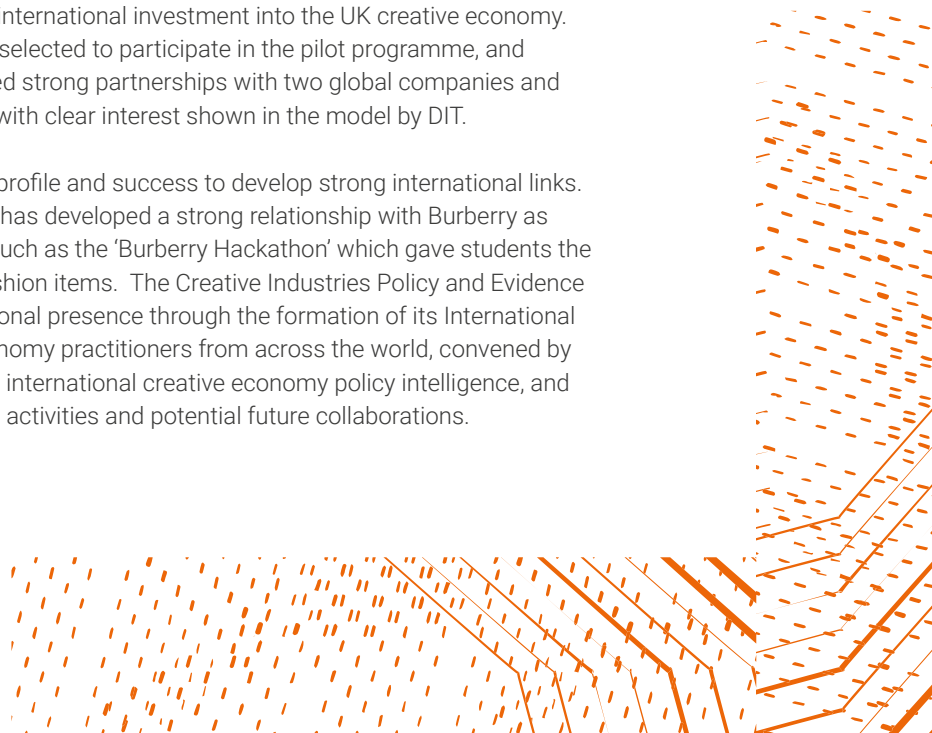 international investment into the UK creative economy.
selected to participate in the pilot programme, and
ed strong partnerships with two global companies and
with clear interest shown in the model by DIT.
profile and success to develop strong international links.
has developed a strong relationship with Burberry as
uch as the ‘Burberry Hackathon’ which gave students the
shion items.  The Creative Industries Policy and Evidence
onal presence through the formation of its International
nomy practitioners from across the world, convened by
international creative economy policy intelligence, and
activities and potential future collaborations.